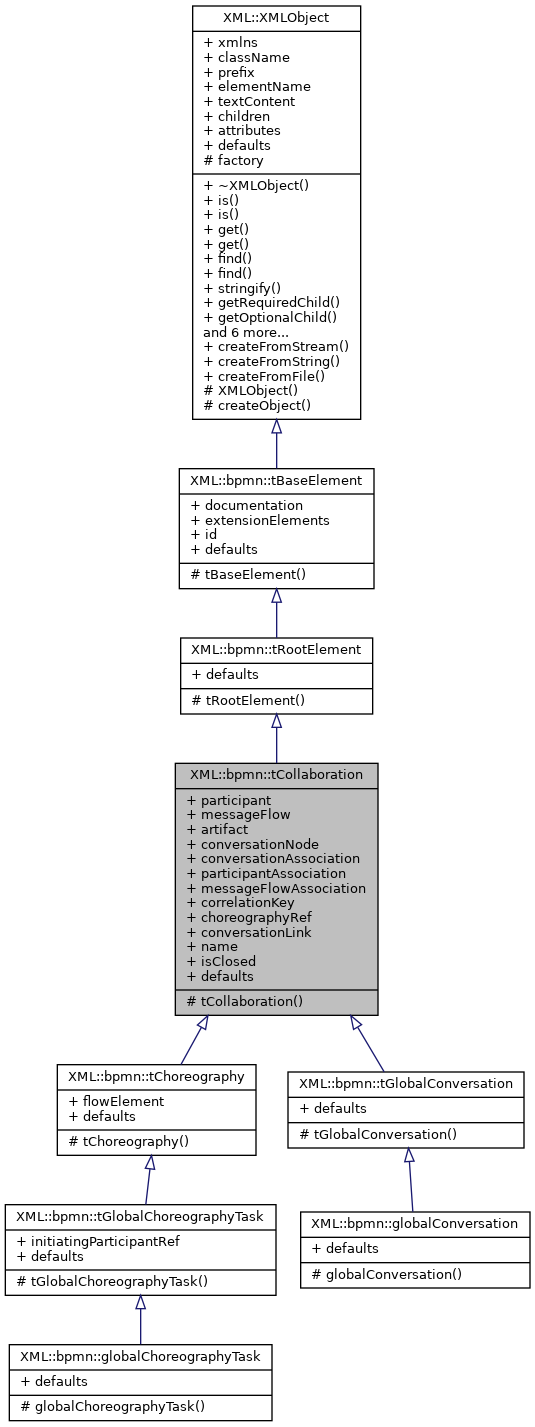 XML::XMLObject
+ xmlns
+ className
+ prefix
+ elementName
+ textContent
+ children
+ attributes
+ defaults
# factory
+ ~XMLObject()
+ is()
+ is()
+ get()
+ get()
+ find()
+ find()
+ stringify()
+ getRequiredChild()
+ getOptionalChild()
and 6 more...
+ createFromStream()
+ createFromString()
+ createFromFile()
# XMLObject()
# createObject()
XML::bpmn::tBaseElement
+ documentation
+ extensionElements
+ id
+ defaults
# tBaseElement()
XML::bpmn::tRootElement
+ defaults
# tRootElement()
XML::bpmn::tCollaboration
+ participant
+ messageFlow
+ artifact
+ conversationNode
+ conversationAssociation
+ participantAssociation
+ messageFlowAssociation
+ correlationKey
+ choreographyRef
+ conversationLink
+ name
+ isClosed
+ defaults
# tCollaboration()
XML::bpmn::tChoreography
+ flowElement
+ defaults
# tChoreography()
XML::bpmn::tGlobalConversation
+ defaults
# tGlobalConversation()
XML::bpmn::tGlobalChoreographyTask
+ initiatingParticipantRef
+ defaults
# tGlobalChoreographyTask()
XML::bpmn::globalConversation
+ defaults
# globalConversation()
XML::bpmn::globalChoreographyTask
+ defaults
# globalChoreographyTask()